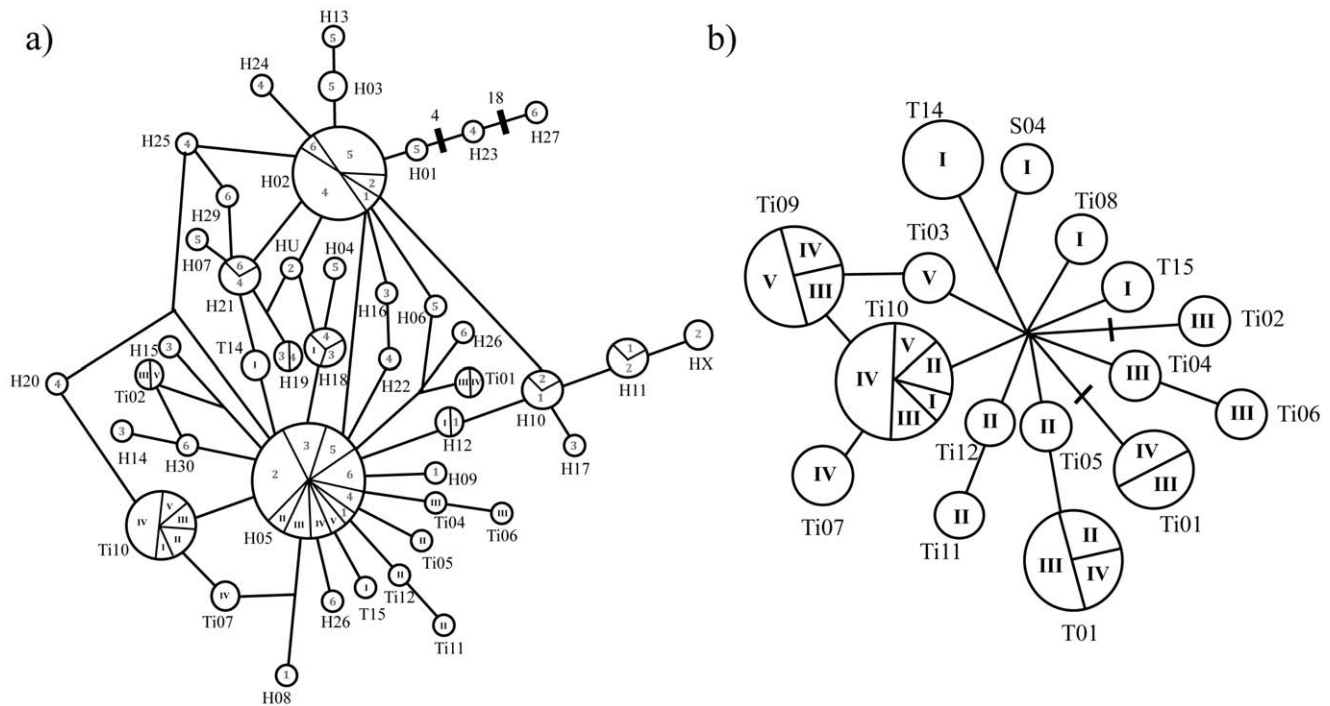 a)
H13
5
H24
4
5
H03
4
18
6
H27
4
H23
5
H01
H25
4
6
5
H02
2
4
1
6
H29
5
H07
6
4
H21
HU
2
H04
5
3
H16
H06
5
6
H26
2
HX
1
2
H11
H15
3
III
V
Ti02
T14
I
3
4
H19
4
I
3
H18
4
H22
III
IV
Ti01
H20
4
2
1
H10
3
H14
6
H30
I
1
H12
3
H17
3
5
2
6
4
1
II
III
IV
V
H05
1
H09
III
Ti04
III
Ti06
V
IV
III
II
I
Ti10
II
Ti05
IV
Ti07
6
H26
I
T15
II
Ti12
II
Ti11
1
H08
b)
T14
I
S04
I
Ti08
I
Ti09
IV
V
III
Ti03
V
T15
I
III
Ti02
Ti10
V
II
IV
I
III
III
Ti04
III
Ti06
II
Ti12
II
Ti05
IV
III
Ti01
IV
Ti07
II
Ti11
II
III
IV
T01